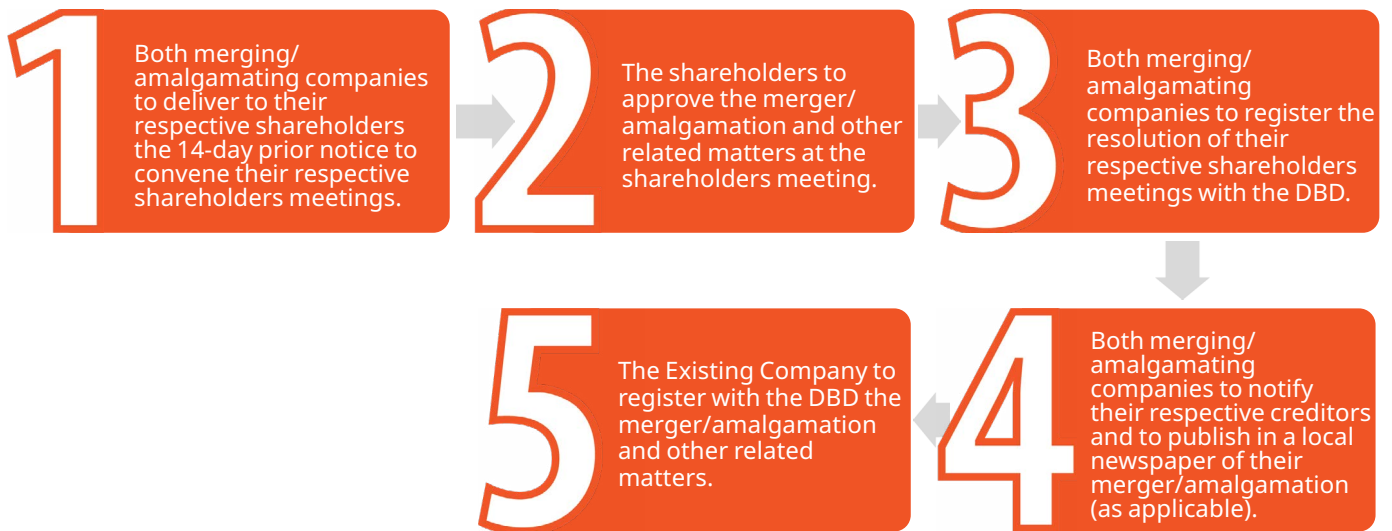 1
Both merging/
amalgamating companies
to deliver to their
respective shareholders
the 14-day prior notice to
convene their respective
shareholders meetings.
2
The shareholders to
approve the merger/
amalgamation and other
related matters at the
shareholders meeting.
3
Both merging/
amalgamating
companies to register the
resolution of their
respective shareholders
meetings with the DBD.
4
Both merging/
amalgamating
companies to notify
their respective creditors
and to publish in a local
newspaper of their
merger/amalgamation
(as applicable).
5
The Existing Company to
register with the DBD the
merger/amalgamation
and other related
matters.